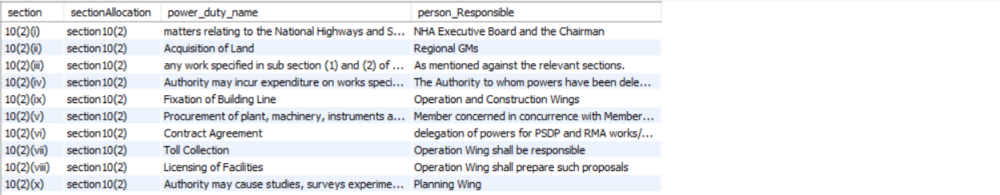 section sectionAllocation power_duty_name person_Responsible
10(2)(i) section10(2) matters relating to the National Highways and S... NHA Executive Board and the Chairman
10(2)(ii) section10(2) Acquisition of Land Regional GMs
10(2)(iii) section10(2) any work specified in sub section (1) and (2) of ... As mentioned against the relevant sections.
10(2)(iv) section10(2) Authority may incur expenditure on works speci... The Authority to whom powers have been dele...
10(2)(ix) section10(2) Fixation of Building Line Operation and Construction Wings
10(2)(v) section10(2) Procurement of plant, machinery, instruments a... Member concerned in concurrence with Member...
10(2)(vi) section10(2) Contract Agreement delegation of powers for PSDP and RMA works/...
10(2)(vii) section10(2) Toll Collection Operation Wing shall be responsible
10(2)(viii) section10(2) Licensing of Facilities Operation Wing shall prepare such proposals
10(2)(x) section10(2) Authority may cause studies, surveys experime... Planning Wing